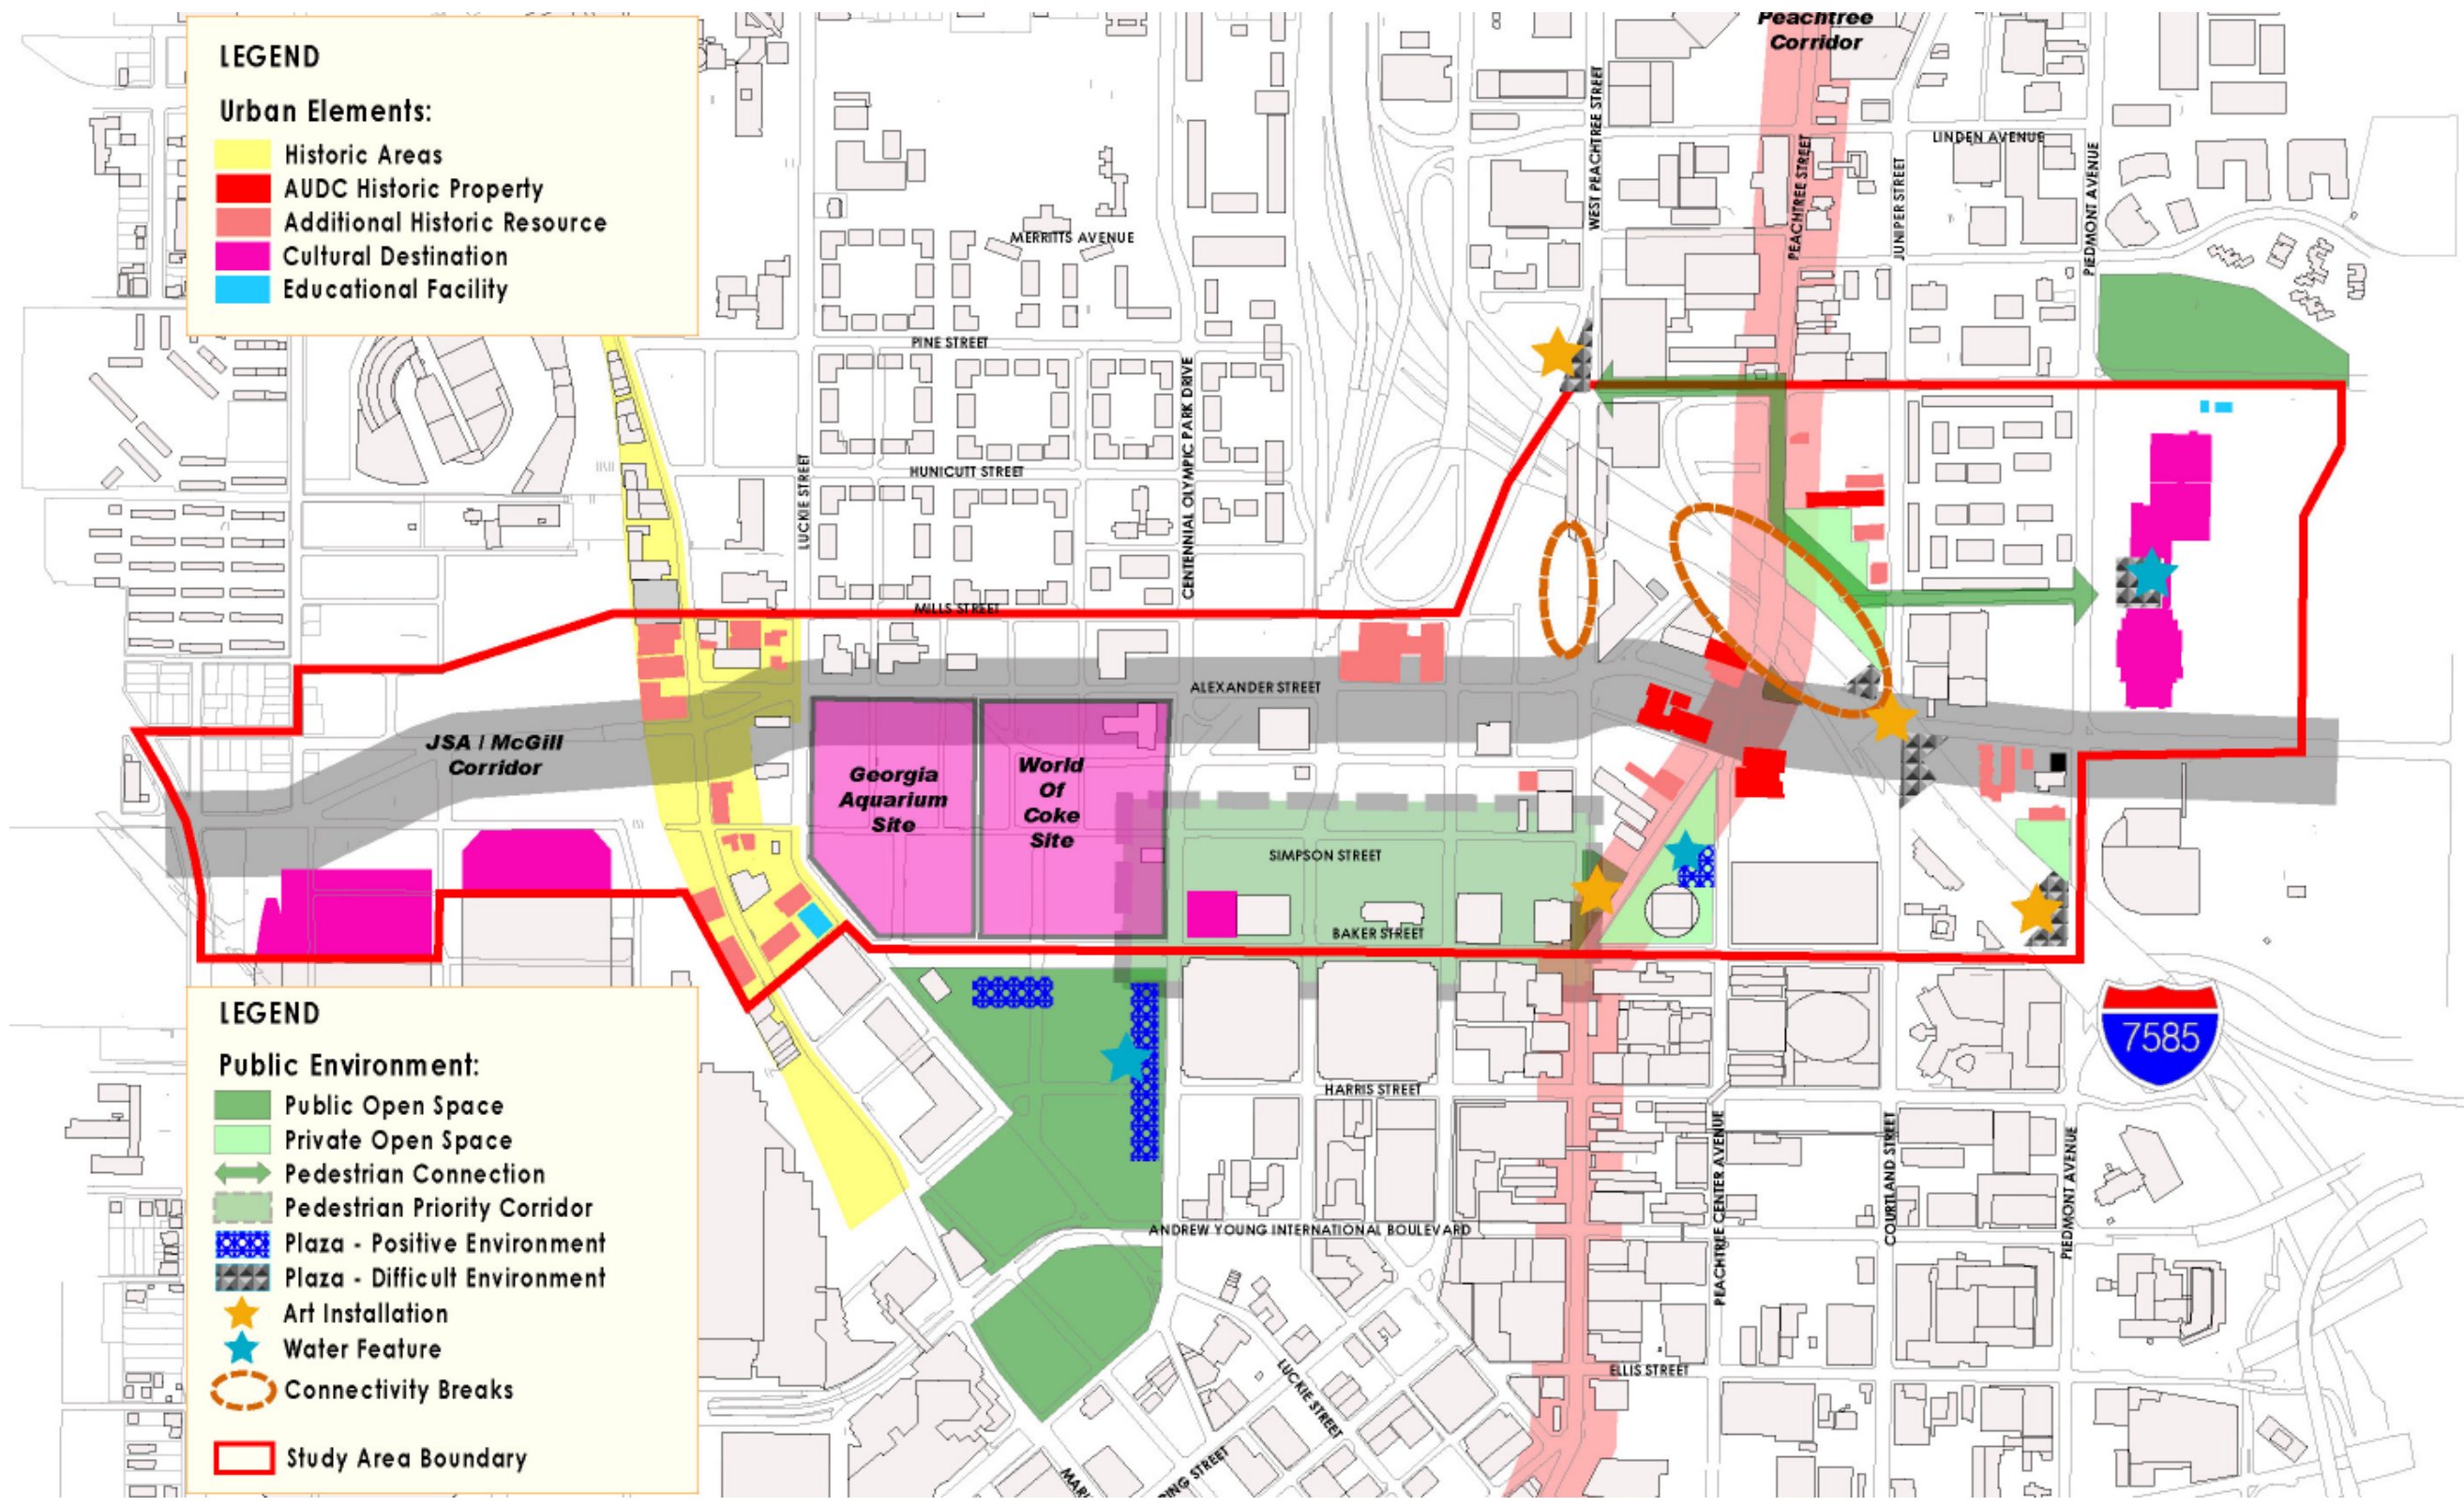 LEGEND
Urban Elements:
Historic Areas
AUDC Historic Property
Additional Historic Resource
Cultural Destination
Educational Facility
Peachtree
Corridor
WEST PEACHTREE STREET
PEACHTREE STREET
JUNIPER STREET
LINDEN AVENUE
PIEDMONT AVENUE
MERRITTS AVENUE
PINE STREET
CENTENNIAL OLYMPIC PARK DRIVE
LUCKIE STREET
HUNICUTT STREET
MILLS STREET
ALEXANDER STREET
JSA / McGill
Corridor
Georgia
Aquarium
Site
World
Of
Coke
Site
SIMPSON STREET
BAKER STREET
7585
HARRIS STREET
ANDREW YOUNG INTERNATIONAL BOULEVARD
PEACHTREE CENTER AVENUE
COURTLAND STREET
PIEDMONT AVENUE
ELLIS STREET
LUCKIE STREET
RING STREET
LEGEND
Public Environment:
Public Open Space
Private Open Space
Pedestrian Connection
Pedestrian Priority Corridor
Plaza - Positive Environment
Plaza - Difficult Environment
Art Installation
Water Feature
Connectivity Breaks
Study Area Boundary